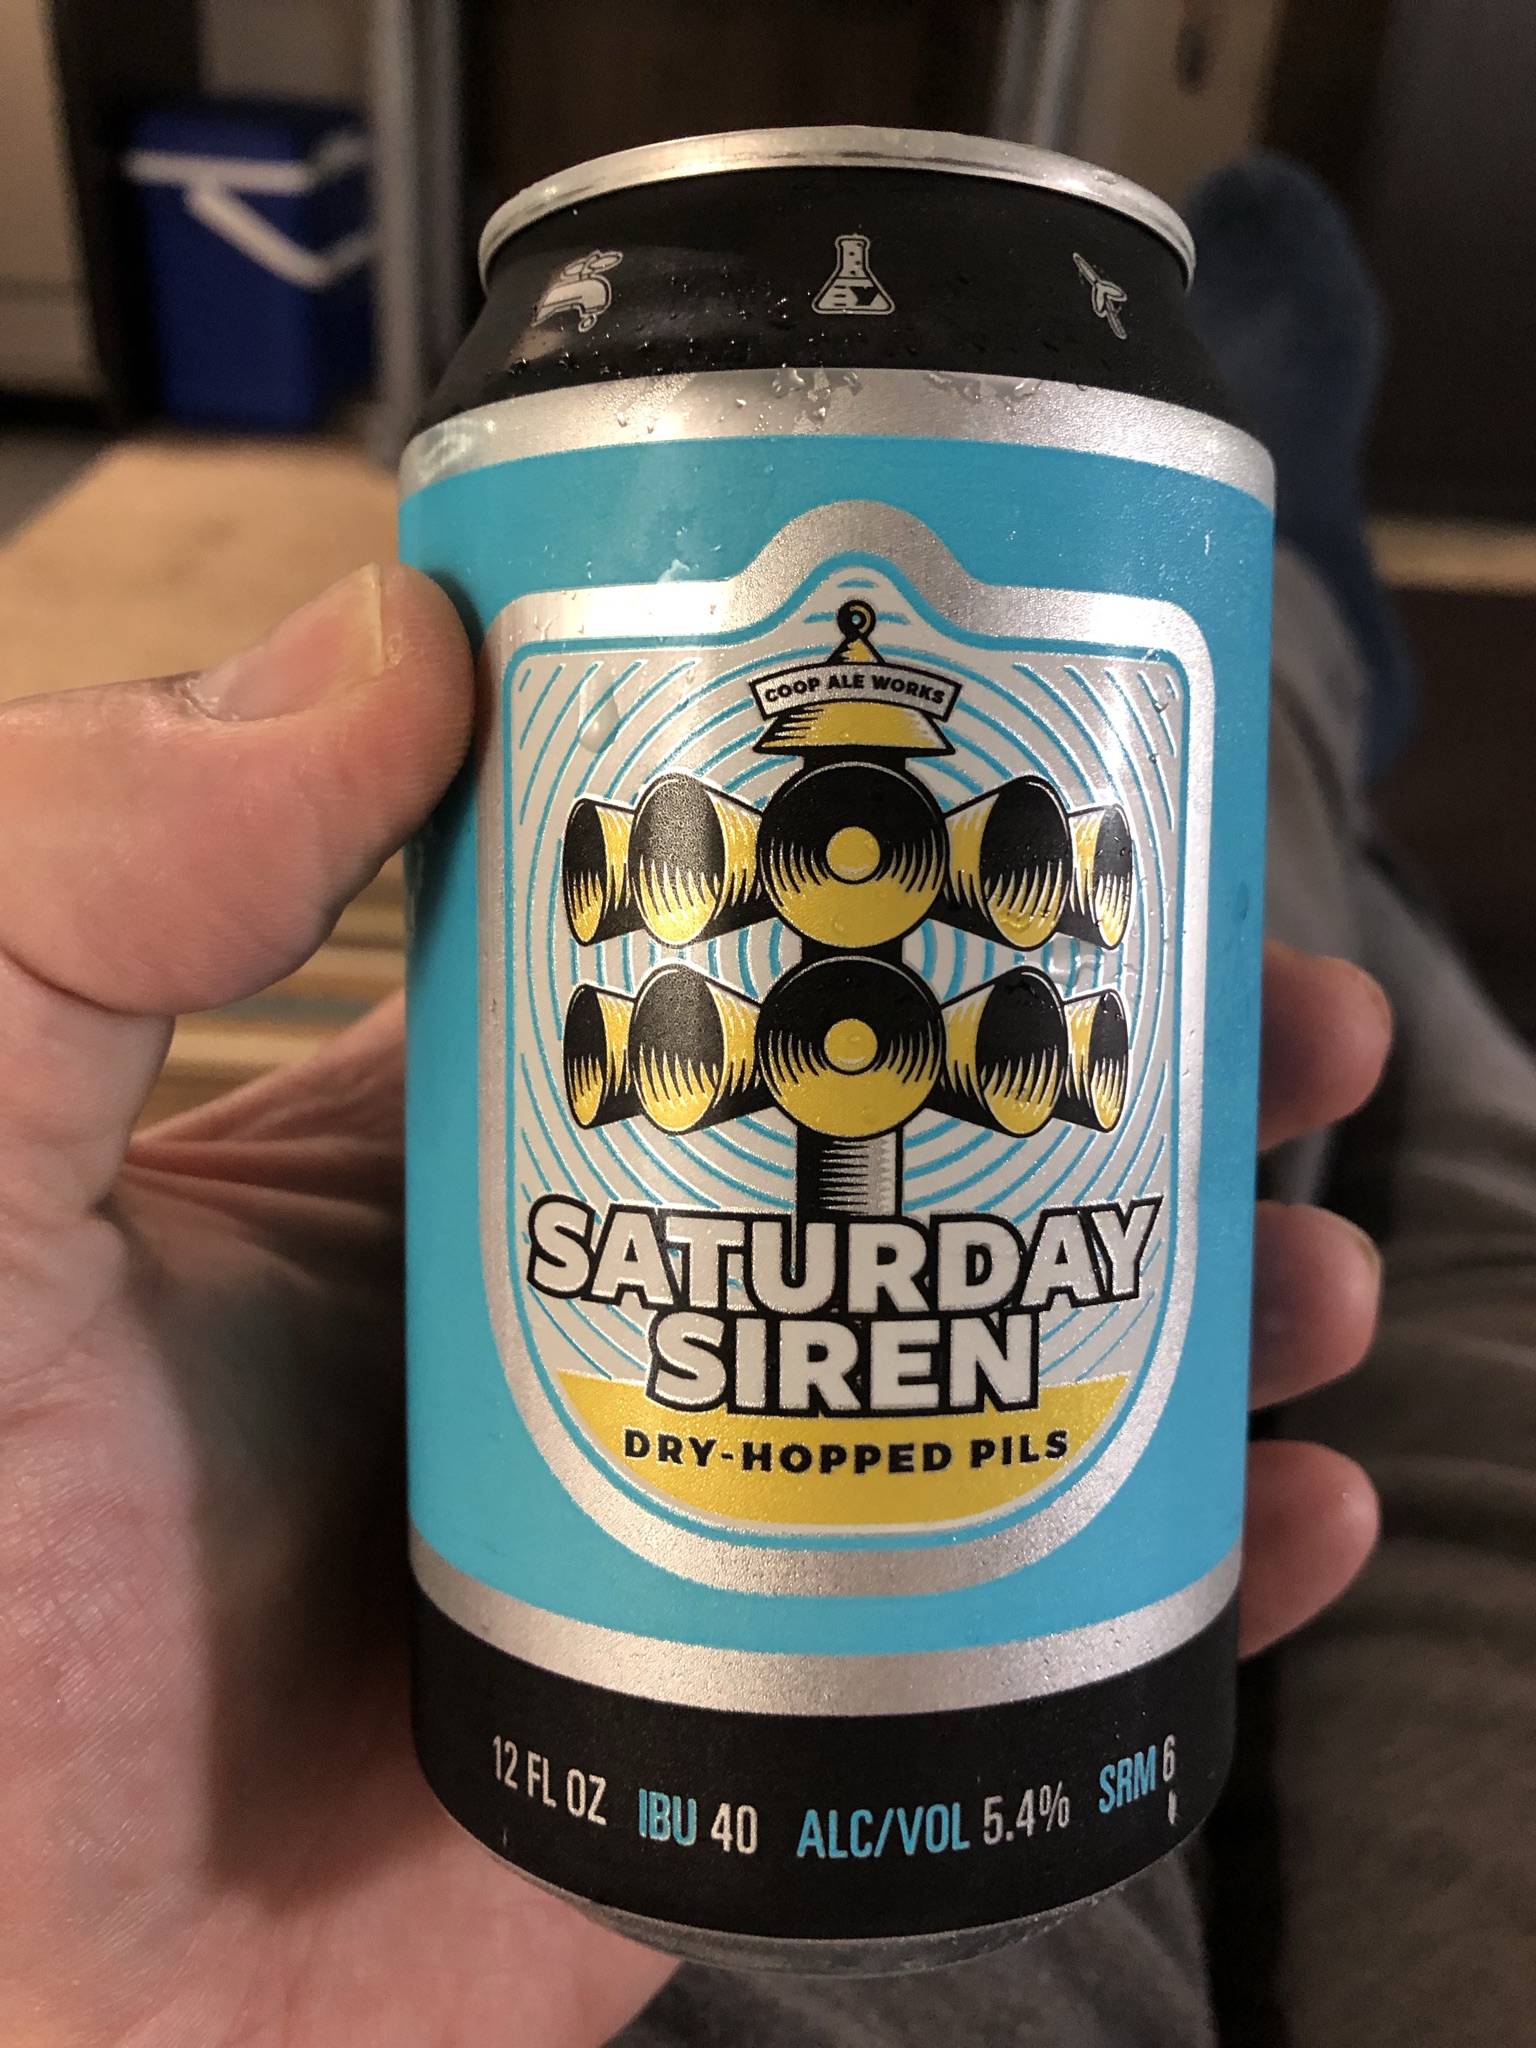 COOP ALE WORKS
SATURDAY
SIREN
DRY-HOPPED PILS
12 FL OZ IBU 40 ALC/VOL 5.4% SRM 6